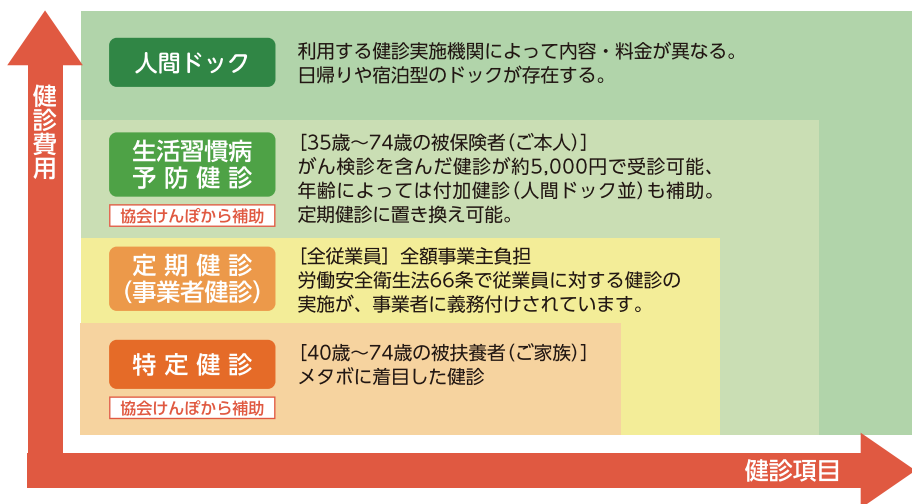 健診費用
人間ドック
利用する健診実施機関によって内容・料金が異なる。
日帰りや宿泊型のドックが存在する。
生活習慣病
予防健診
協会けんぽから補助
[35歳～74歳の被保険者(ご本人)]
がん検診を含んだ健診が約5,000円で受診可能、
年齢によっては付加健診(人間ドック並)も補助。
定期健診に置き換え可能。
定期健診
(事業者健診)
[全従業員] 全額事業主負担
労働安全衛生法66条で従業員に対する健診の
実施が、事業者に義務付けされています。
特定健診
協会けんぽから補助
[40歳～74歳の被扶養者(ご家族)]
メタボに着目した健診
健診項目